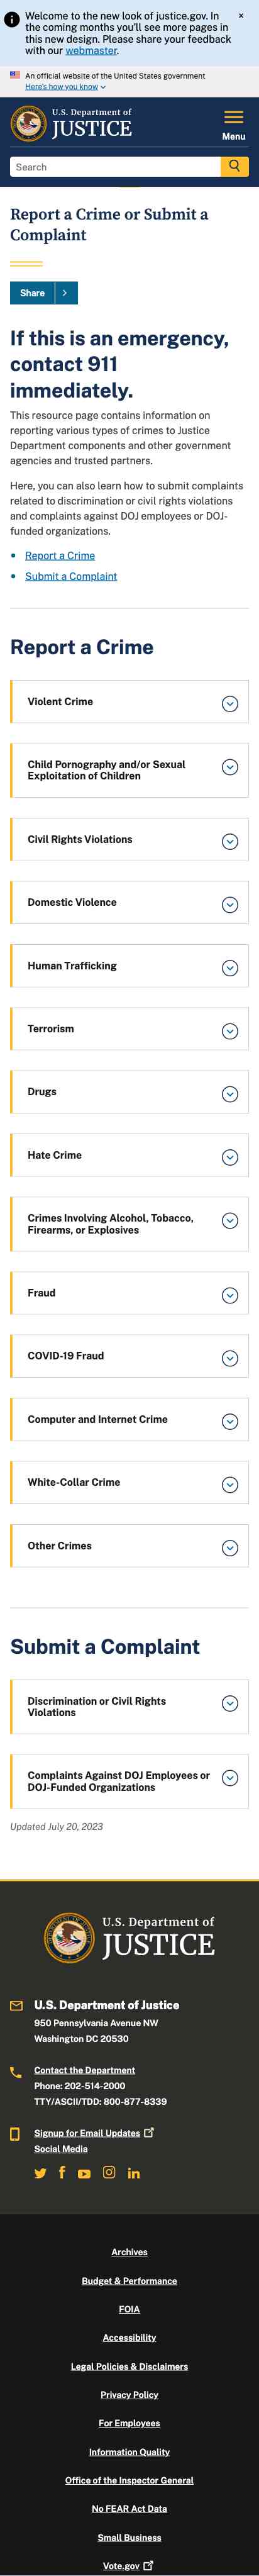 Welcome to the new look of justice.gov. In
the coming months you'll see more pages in
this new design. Please share your feedback
with our webmaster.
×
An official website of the United States government
Here's how you know
U.S. Department of
JUSTICE
Menu
Search
Report a Crime or Submit a
Complaint
Share
If this is an emergency,
contact 911
immediately.
This resource page contains information on
reporting various types of crimes to Justice
Department components and other government
agencies and trusted partners.
Here, you can also learn how to submit complaints
related to discrimination or civil rights violations
and complaints against DOJ employees or DOJ-
funded organizations.
Report a Crime
Submit a Complaint
Report a Crime
Violent Crime
Child Pornography and/or Sexual
Exploitation of Children
Civil Rights Violations
Domestic Violence
Human Trafficking
Terrorism
Drugs
Hate Crime
Crimes Involving Alcohol, Tobacco,
Firearms, or Explosives
Fraud
COVID-19 Fraud
Computer and Internet Crime
White-Collar Crime
Other Crimes
Submit a Complaint
Discrimination or Civil Rights
Violations
Complaints Against DOJ Employees or
DOJ-Funded Organizations
Updated July 20, 2023
U.S. Department of
JUSTICE
U.S. Department of Justice
950 Pennsylvania Avenue NW
Washington DC 20530
Contact the Department
Phone: 202-514-2000
TTY/ASCII/TDD: 800-877-8339
Signup for Email Updates
Social Media
Archives
Budget & Performance
FOIA
Accessibility
Legal Policies & Disclaimers
Privacy Policy
For Employees
Information Quality
Office of the Inspector General
No FEAR Act Data
Small Business
Vote.gov